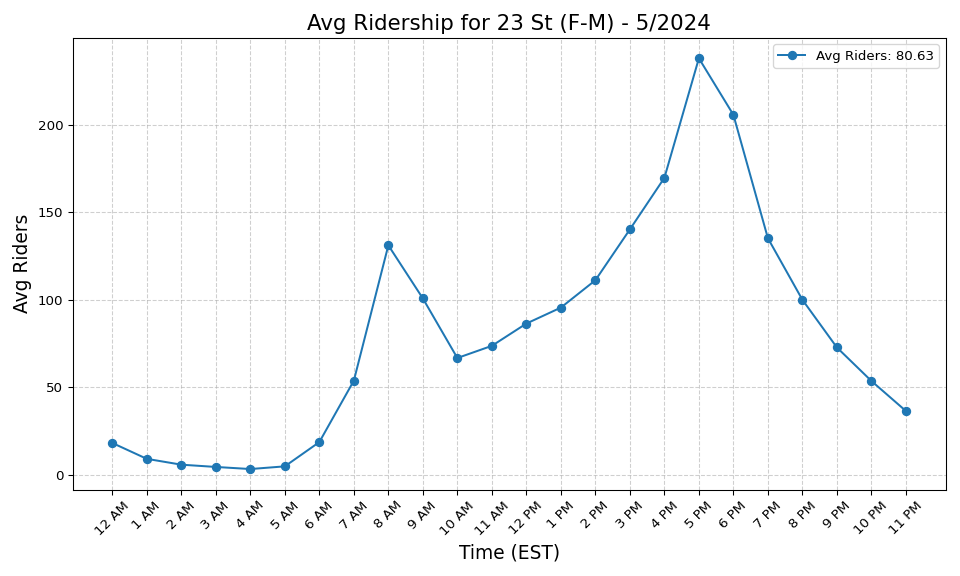 Avg Ridership for 23 St (F-M) - 5/2024
Avg Riders: 80.63
Avg Riders
200
150
100
50
0
12 AM
1 AM
2 AM
3 AM
4 AM
5 AM
6 AM
7 AM
8 AM
9 AM
10 AM
11 AM
12 PM
1 PM
2 PM
3 PM
4 PM
5 PM
6 PM
7 PM
8 PM
9 PM
10 PM
11 PM
Time (EST)